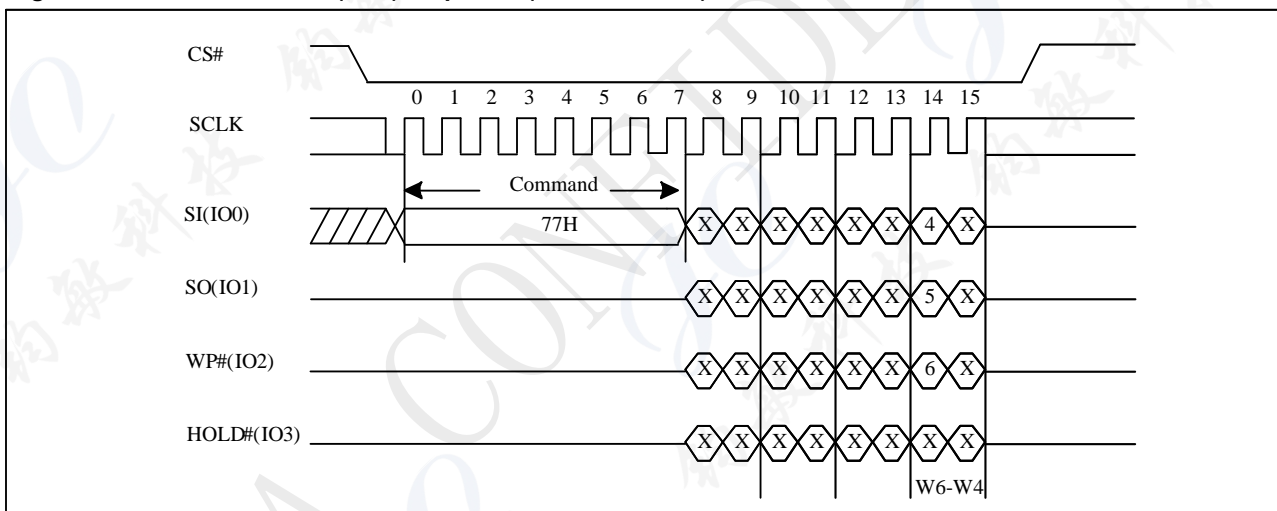 CS#
0 1 2 3 4 5 6 7 8 9 10 11 12 13 14 15
SCLK
Command
SI(IO0)
77H X X X X X X 4 X
SO(IO1)
X X X X X X 5 X
WP#(IO2)
X X X X X X 6 X
HOLD#(IO3)
X X X X X X X X
W6-W4